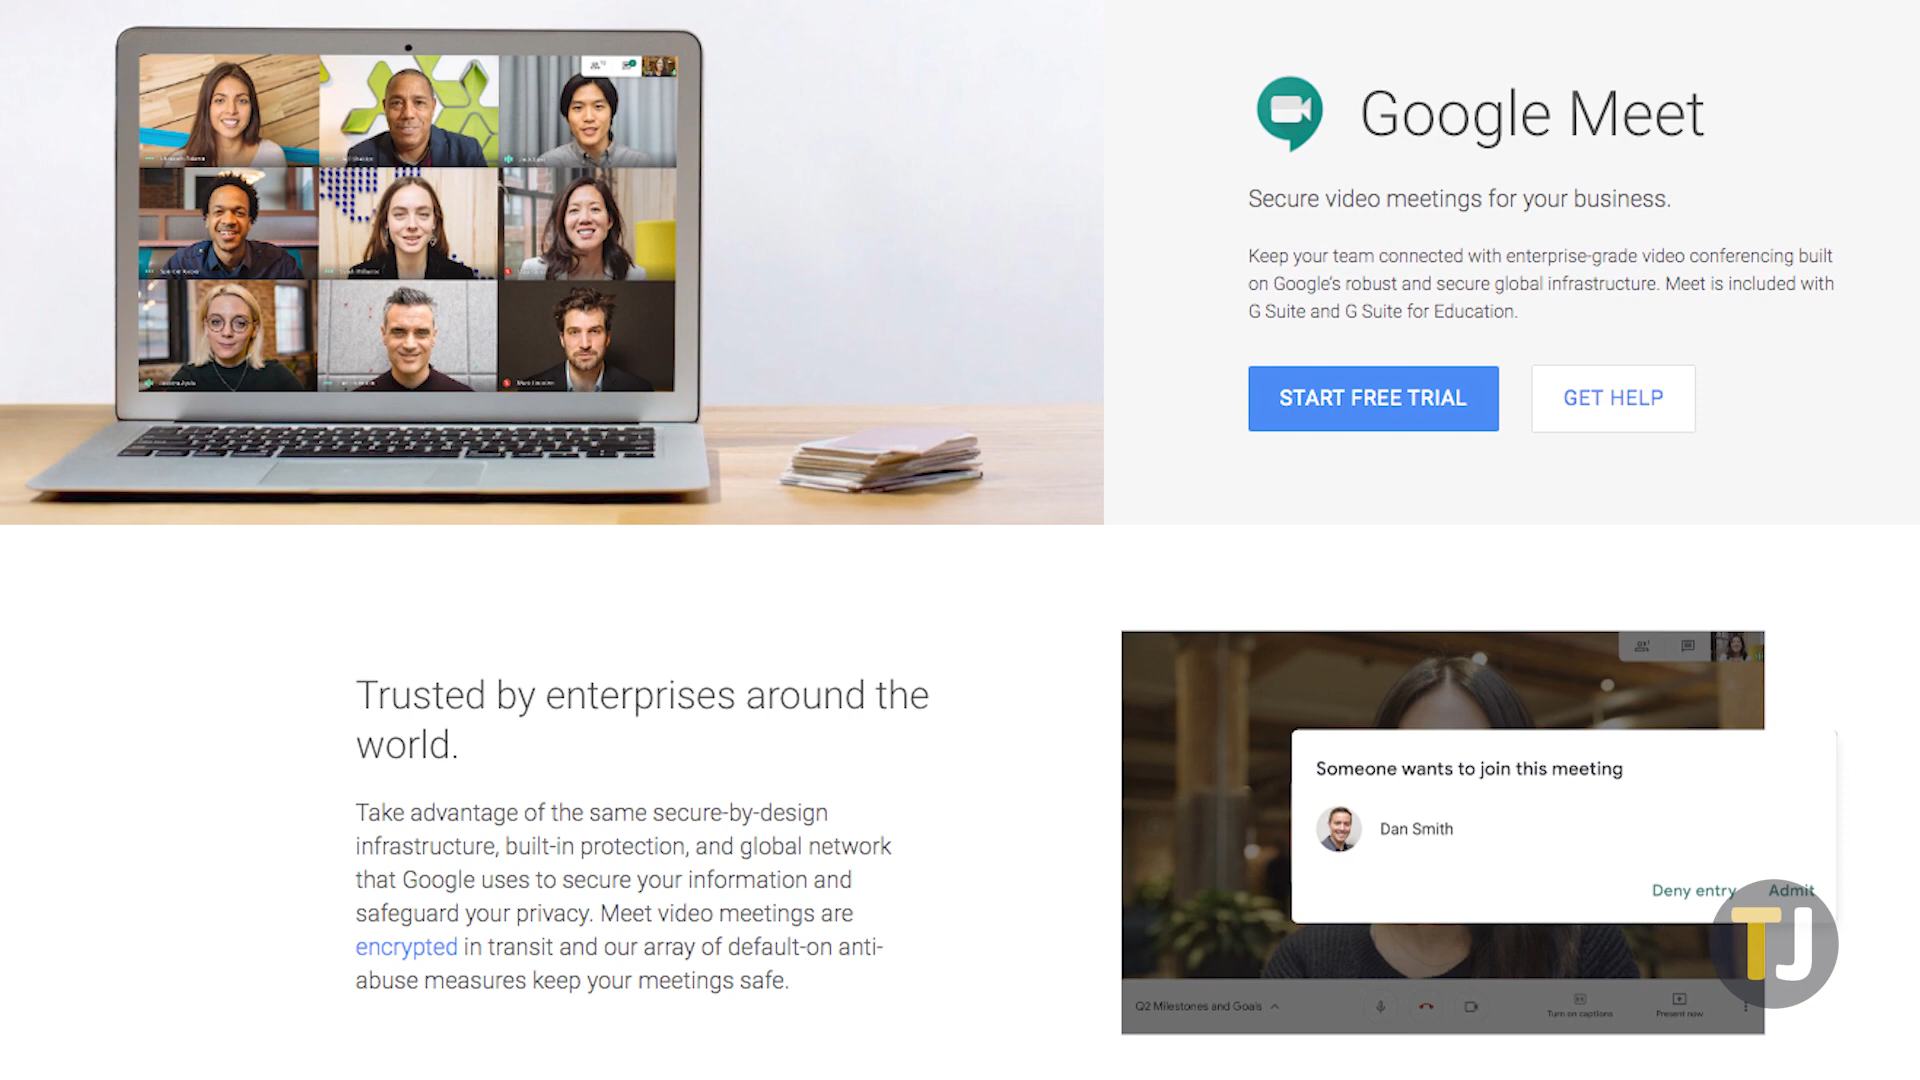 Google Meet
Secure video meetings for your business.
Keep your team connected with enterprise-grade video conferencing built
on Google's robust and secure global infrastructure. Meet is included with
G Suite and G Suite for Education.
START FREE TRIAL
GET HELP
Trusted by enterprises around the
world.
Take advantage of the same secure-by-design
infrastructure, built-in protection, and global network
that Google uses to secure your information and
safeguard your privacy. Meet video meetings are
encrypted in transit and our array of default-on anti-
abuse measures keep your meetings safe.
Someone wants to join this meeting
Dan Smith
Deny entry Admit
TJ
Q2 Milestones and Goals
Turn on captions
Present now